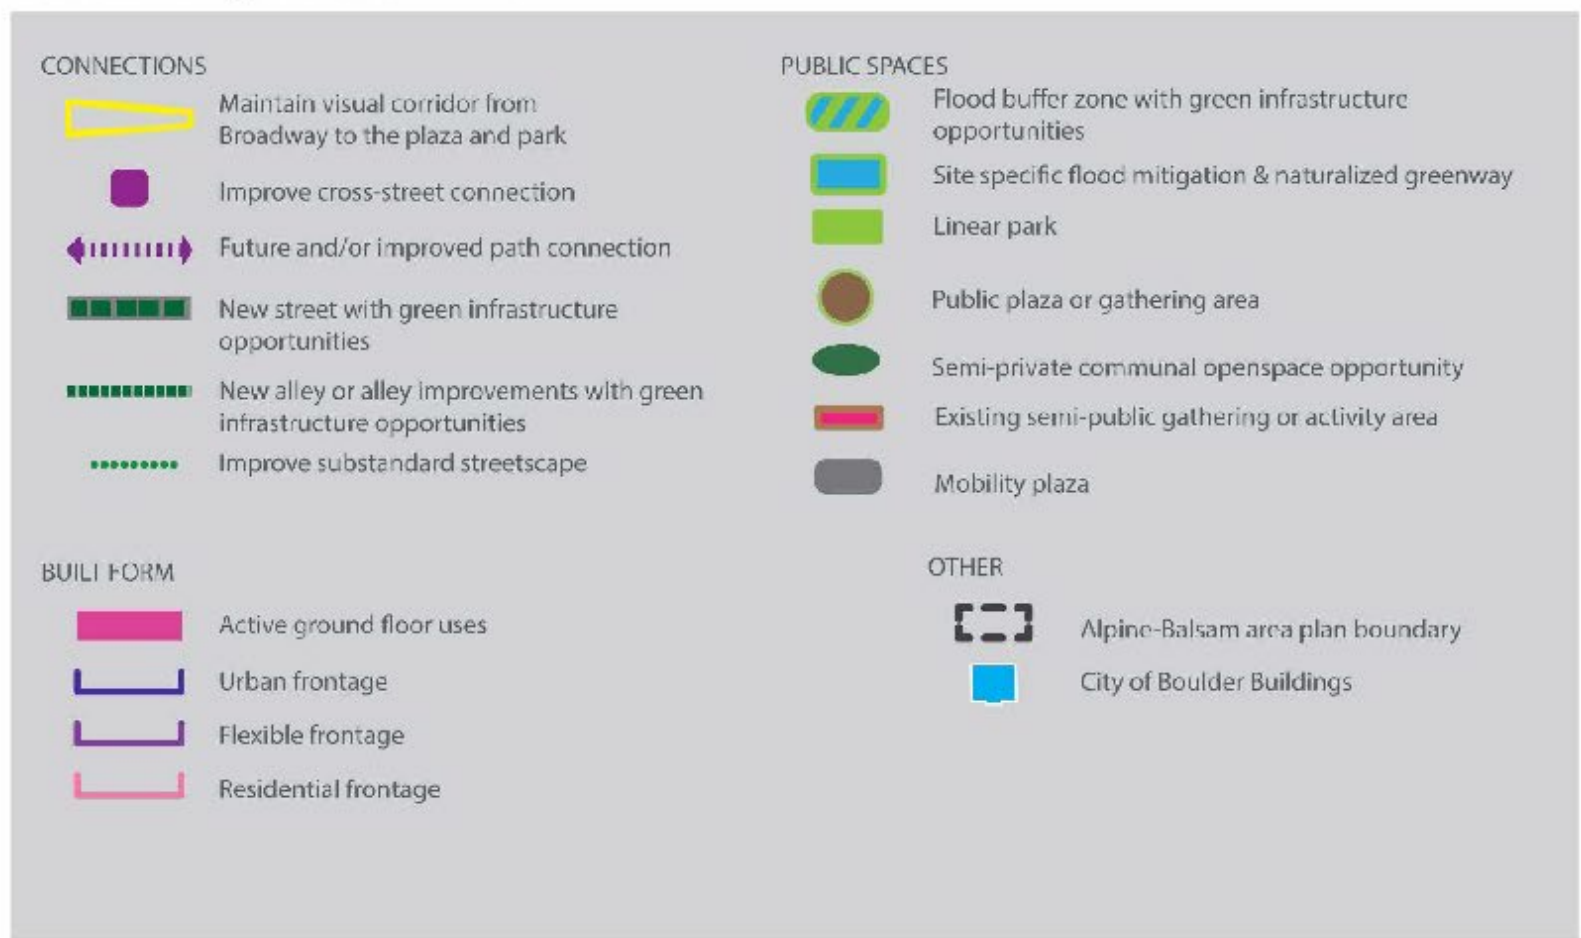 CONNECTIONS
Maintain visual corridor from
Broadway to the plaza and park
Improve cross-street connection
Future and/or improved path connection
New street with green infrastructure
opportunities
New alley or alley improvements with green
infrastructure opportunities
Improve substandard streetscape
BUILT FORM
Active ground floor uses
Urban frontage
Flexible frontage
Residential frontage
PUBLIC SPACES
Flood buffer zone with green infrastructure
opportunities
Site specific flood mitigation & naturalized greenway
Linear park
Public plaza or gathering area
Semi-private communal openspace opportunity
Existing semi-public gathering or activity area
Mobility plaza
OTHER
Alpine-Balsam area plan boundary
City of Boulder Buildings